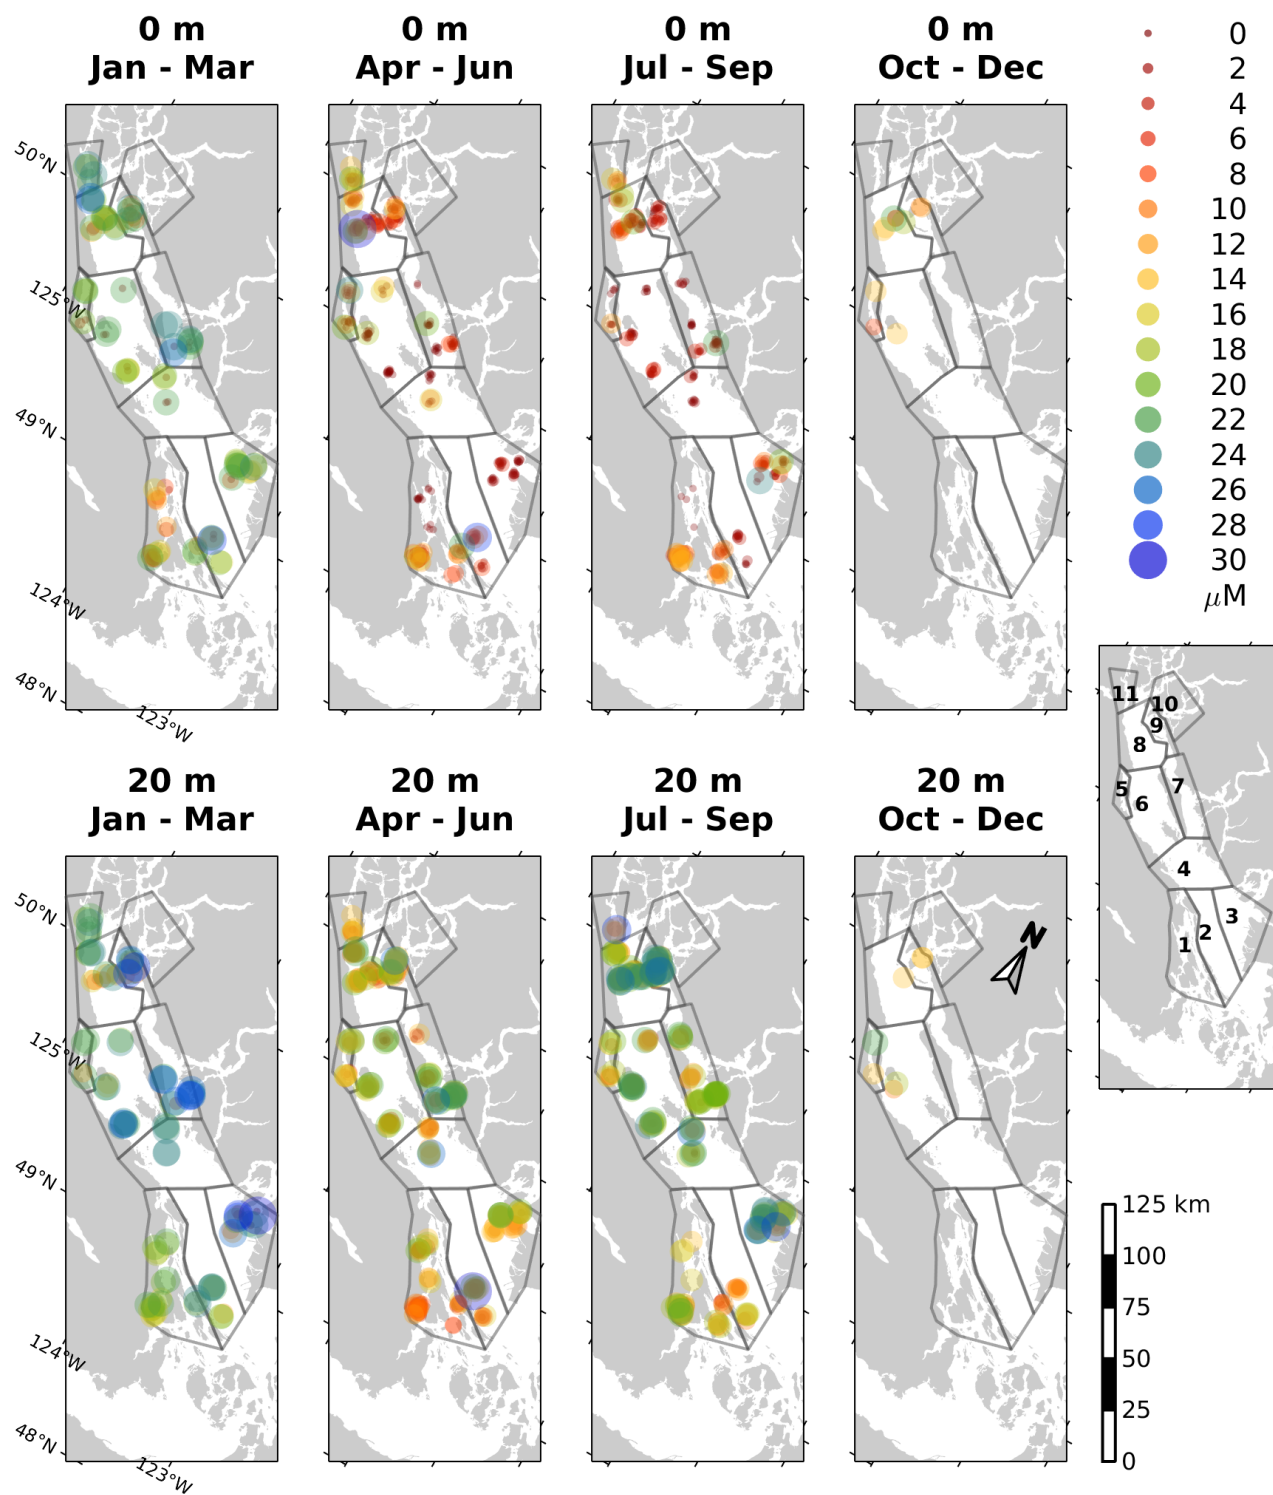 0 m
Jan - Mar
0 m
Apr - Jun
0 m
Jul - Sep
0 m
Oct - Dec
0
2
4
6
8
10
12
14
16
18
20
22
24
26
28
30
μM
50°N
125°W
49°N
124°W
48°N
123°W
11
10
9
8
7
5
6
4
3
2
1
20 m
Jan - Mar
20 m
Apr - Jun
20 m
Jul - Sep
20 m
Oct - Dec
50°N
125°W
49°N
124°W
48°N
123°W
N
125 km
100
75
50
25
0